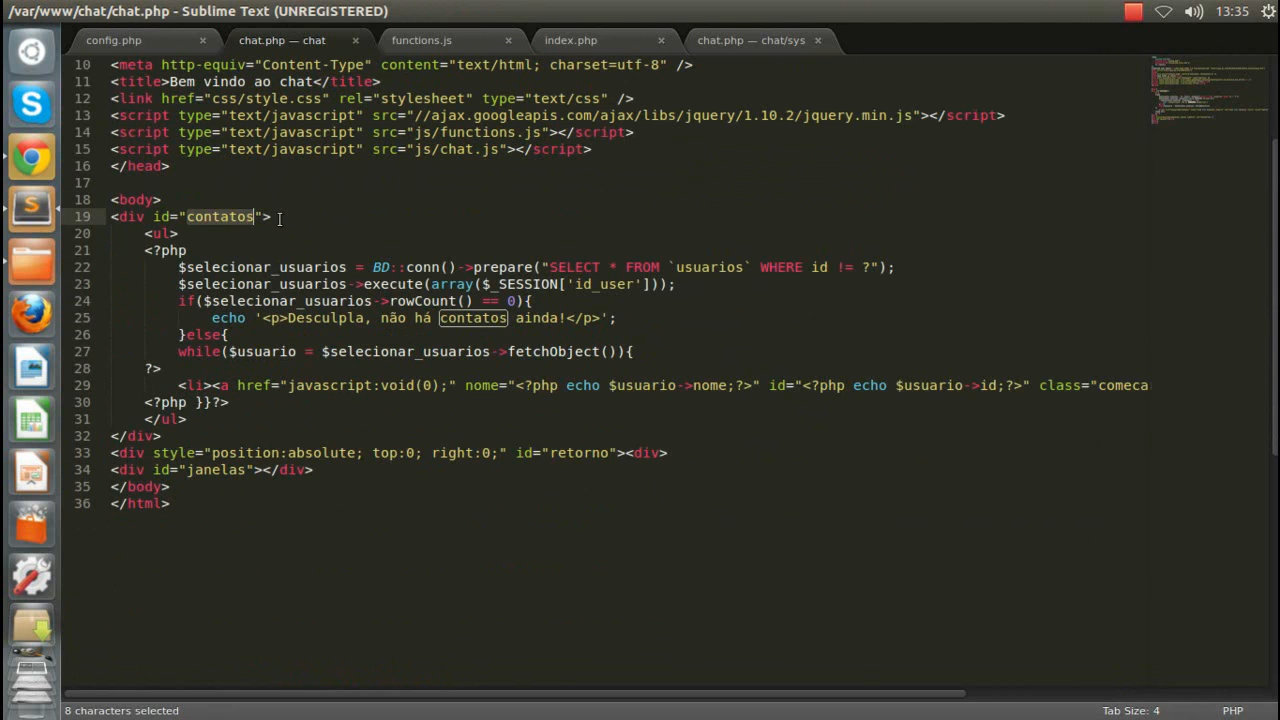 /var/www/chat/chat.php - Sublime Text (UNREGISTERED)
13:35
config.php × chat.php — chat × functions.js × index.php × chat.php — chat/sys ×
10 <meta http-equiv="Content-Type" content="text/html; charset=utf-8" />
11 <title>Bem vindo ao chat</title>
12 <link href="css/style.css" rel="stylesheet" type="text/css" />
13 <script type="text/javascript" src="//ajax.googleapis.com/ajax/libs/jquery/1.10.2/jquery.min.js"></script>
14 <script type="text/javascript" src="js/functions.js"></script>
15 <script type="text/javascript" src="js/chat.js"></script>
16 </head>
17
18 <body>
19 <div id="contatos">
20 <ul>
21 <?php
22 $selecionar_usuarios = BD::conn()->prepare("SELECT * FROM `usuarios` WHERE id != ?");
23 $selecionar_usuarios->execute(array($_SESSION['id_user']));
24 if($selecionar_usuarios->rowCount() == 0){
25 echo '<p>Desculpla, não há contatos ainda!</p>';
26 }else{
27 while($usuario = $selecionar_usuarios->fetchObject()){
28 ?>
29 <li><a href="javascript:void(0);" nome="<?php echo $usuario->nome;?>" id="<?php echo $usuario->id;?>" class="comeca
30 <?php }}?>
31 </ul>
32 </div>
33 <div style="position:absolute; top:0; right:0;" id="retorno"><div>
34 <div id="janelas"></div>
35 </body>
36 </html>
8 characters selected
Tab Size: 4
PHP